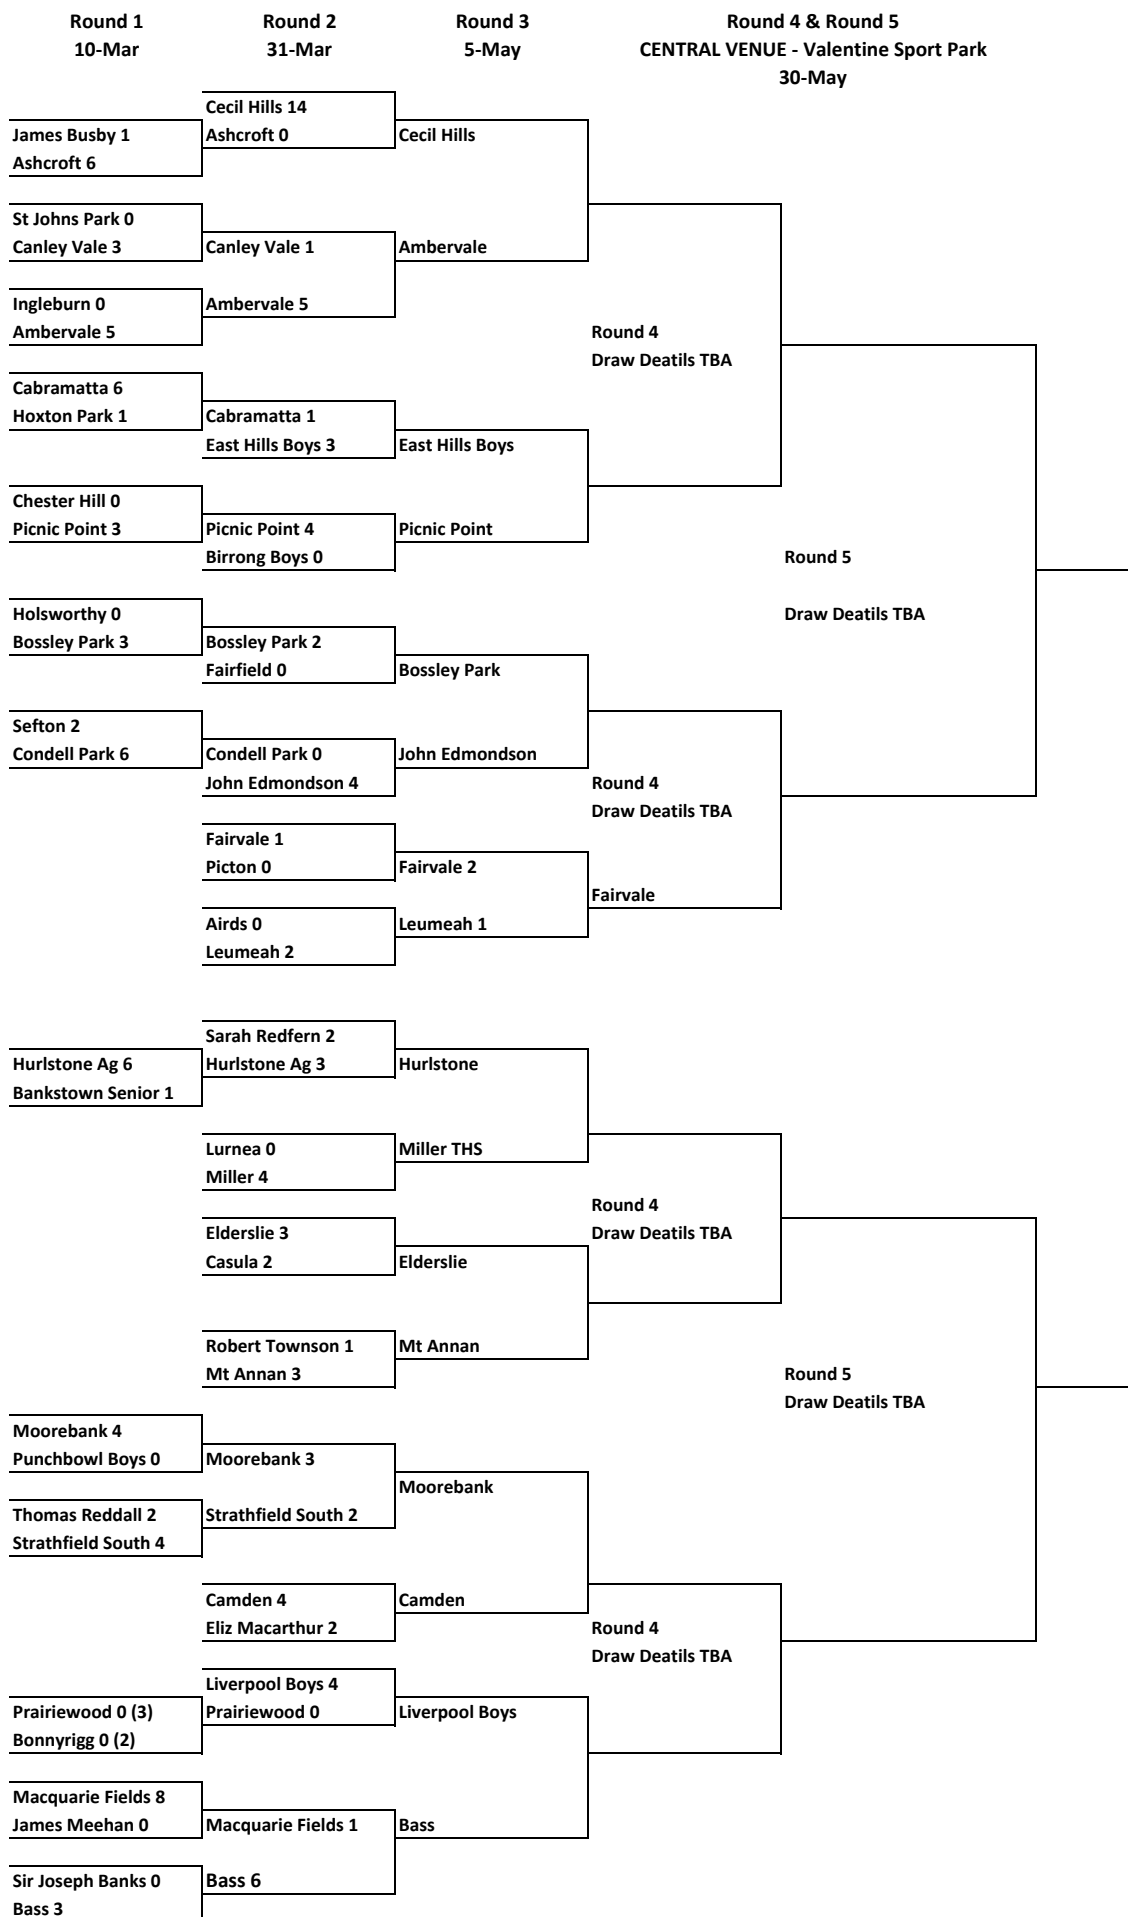 Round 1
10-Mar
Round 2
31-Mar
Round 3
5-May
Round 4 & Round 5
CENTRAL VENUE - Valentine Sport Park
30-May
James Busby 1
Ashcroft 6
St Johns Park 0
Canley Vale 3
Ingleburn 0
Ambervale 5
Cabramatta 6
Hoxton Park 1
Chester Hill 0
Picnic Point 3
Holsworthy 0
Bossley Park 3
Sefton 2
Condell Park 6
Hurlstone Ag 6
Bankstown Senior 1
Moorebank 4
Punchbowl Boys 0
Thomas Reddall 2
Strathfield South 4
Prairiewood 0 (3)
Bonnyrigg 0 (2)
Macquarie Fields 8
James Meehan 0
Sir Joseph Banks 0
Bass 3
Cecil Hills 14
Ashcroft 0
Canley Vale 1
Ambervale 5
Cabramatta 1
East Hills Boys 3
Picnic Point 4
Birrong Boys 0
Bossley Park 2
Fairfield 0
Condell Park 0
John Edmondson 4
Fairvale 1
Picton 0
Airds 0
Leumeah 2
Sarah Redfern 2
Hurlstone Ag 3
Lurnea 0
Miller 4
Elderslie 3
Casula 2
Robert Townson 1
Mt Annan 3
Moorebank 3
Strathfield South 2
Camden 4
Eliz Macarthur 2
Liverpool Boys 4
Prairiewood 0
Macquarie Fields 1
Bass 6
Cecil Hills
Ambervale
East Hills Boys
Picnic Point
Bossley Park
John Edmondson
Fairvale 2
Leumeah 1
Hurlstone
Miller THS
Elderslie
Mt Annan
Moorebank
Camden
Liverpool Boys
Bass
Round 4
Draw Deatils TBA
Round 4
Draw Deatils TBA
Fairvale
Round 4
Draw Deatils TBA
Round 4
Draw Deatils TBA
Round 5
Draw Deatils TBA
Round 5
Draw Deatils TBA